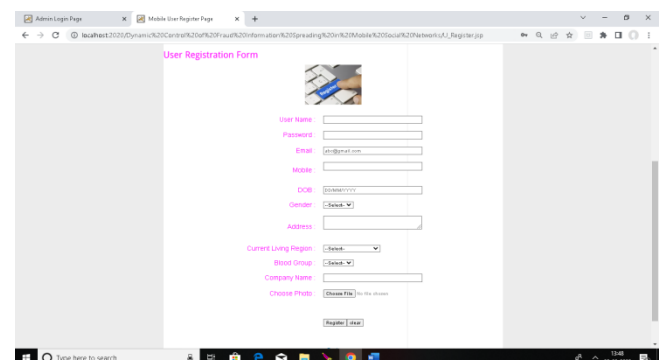 Admin Login Page
Mobile User Register Page
localhost:2020/Dynamic%20Control%20of%20Fraud%20Information%20Spreading%20in%20Mobile%20Social%20Networks/U_Register.jsp
User Registration Form
Register
User Name :
Password :
Email : abc@gmail.com
Mobile :
DOB : DD/MM/YYYY
Gender : --Select--
Address :
Current Living Region : --Select--
Blood Group : --Select--
Company Name :
Choose Photo : Choose File No file chosen
Register clear
Type here to search
13:48